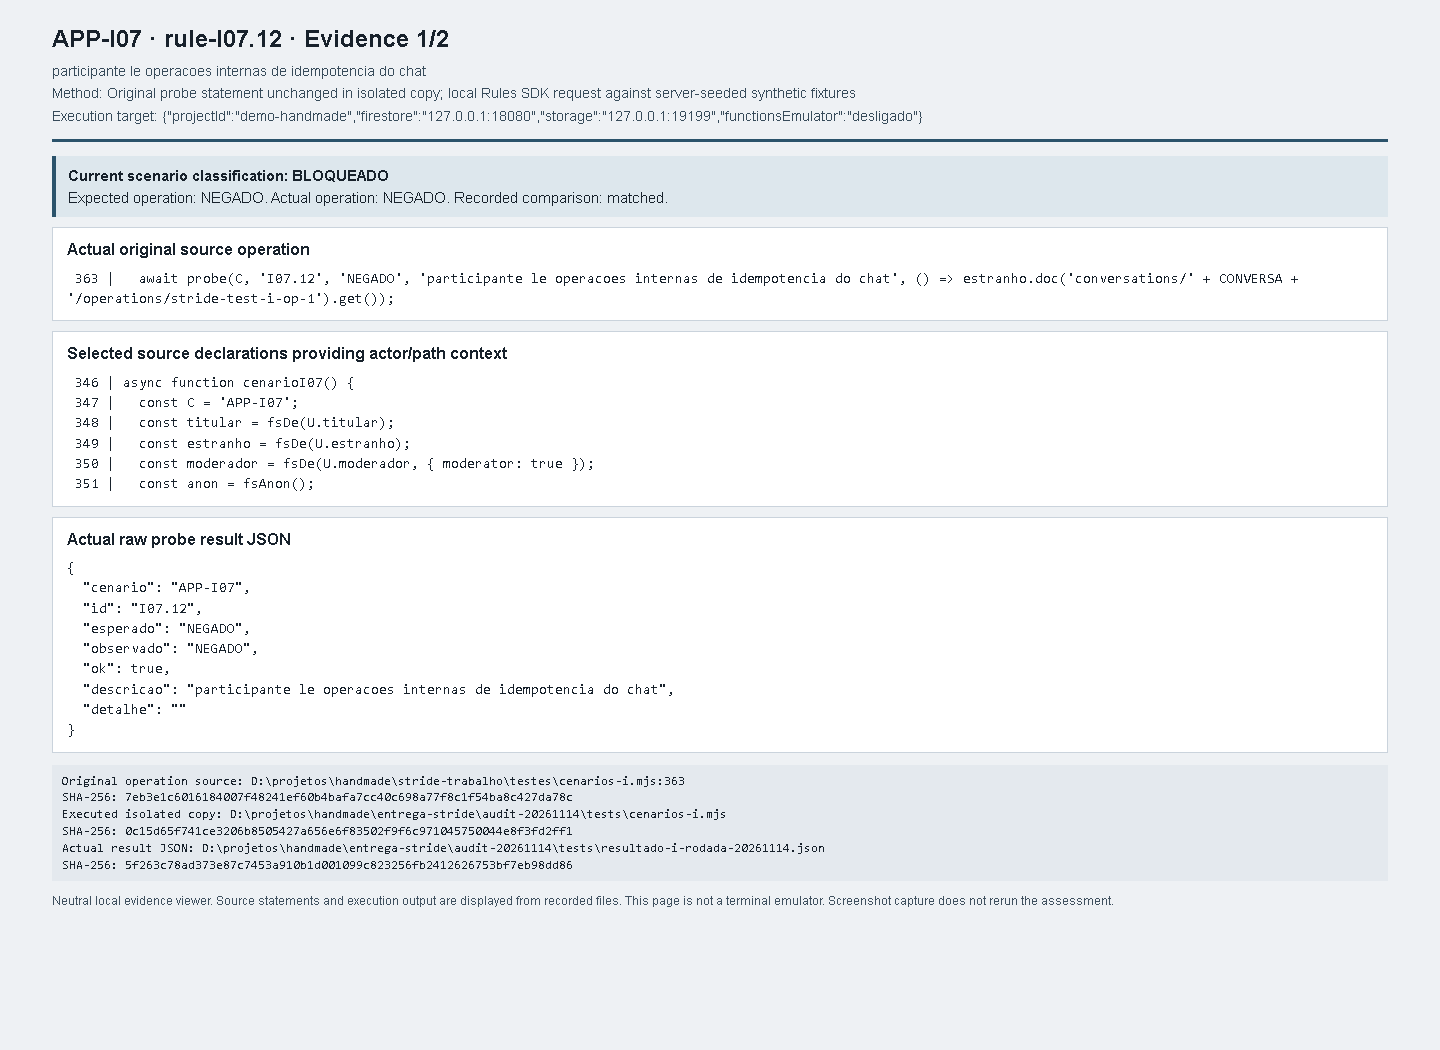 APP-I07 · rule-I07.12 · Evidence 1/2
participante le operacoes internas de idempotencia do chat
Method: Original probe statement unchanged in isolated copy; local Rules SDK request against server-seeded synthetic fixtures
Execution target: {"projectId":"demo-handmade","firestore":"127.0.0.1:18080","storage":"127.0.0.1:19199","functionsEmulator":"desligado"}
Current scenario classification: BLOQUEADO
Expected operation: NEGADO. Actual operation: NEGADO. Recorded comparison: matched.
Actual original source operation
363 |   await probe(C, 'I07.12', 'NEGADO', 'participante le operacoes internas de idempotencia do chat', () => estranho.doc('conversations/' + CONVERSA +
'/operations/stride-test-i-op-1').get());
Selected source declarations providing actor/path context
346 | async function cenarioI07() {
347 |   const C = 'APP-I07';
348 |   const titular = fsDe(U.titular);
349 |   const estranho = fsDe(U.estranho);
350 |   const moderador = fsDe(U.moderador, { moderator: true });
351 |   const anon = fsAnon();
Actual raw probe result JSON
{
  "cenario": "APP-I07",
  "id": "I07.12",
  "esperado": "NEGADO",
  "observado": "NEGADO",
  "ok": true,
  "descricao": "participante le operacoes internas de idempotencia do chat",
  "detalhe": ""
}
Original operation source: D:\projetos\handmade\stride-trabalho\testes\cenarios-i.mjs:363
SHA-256: 7eb3e1c6016184007f48241ef60b4bafa7cc40c698a77f8c1f54ba8c427da78c
Executed isolated copy: D:\projetos\handmade\entrega-stride\audit-20261114\tests\cenarios-i.mjs
SHA-256: 0c15d65f741ce3206b8505427a656e6f83502f9f6c971045750044e8f3fd2ff1
Actual result JSON: D:\projetos\handmade\entrega-stride\audit-20261114\tests\resultado-i-rodada-20261114.json
SHA-256: 5f263c78ad373e87c7453a910b1d001099c823256fb2412626753bf7eb98dd86
Neutral local evidence viewer. Source statements and execution output are displayed from recorded files. This page is not a terminal emulator. Screenshot capture does not rerun the assessment.